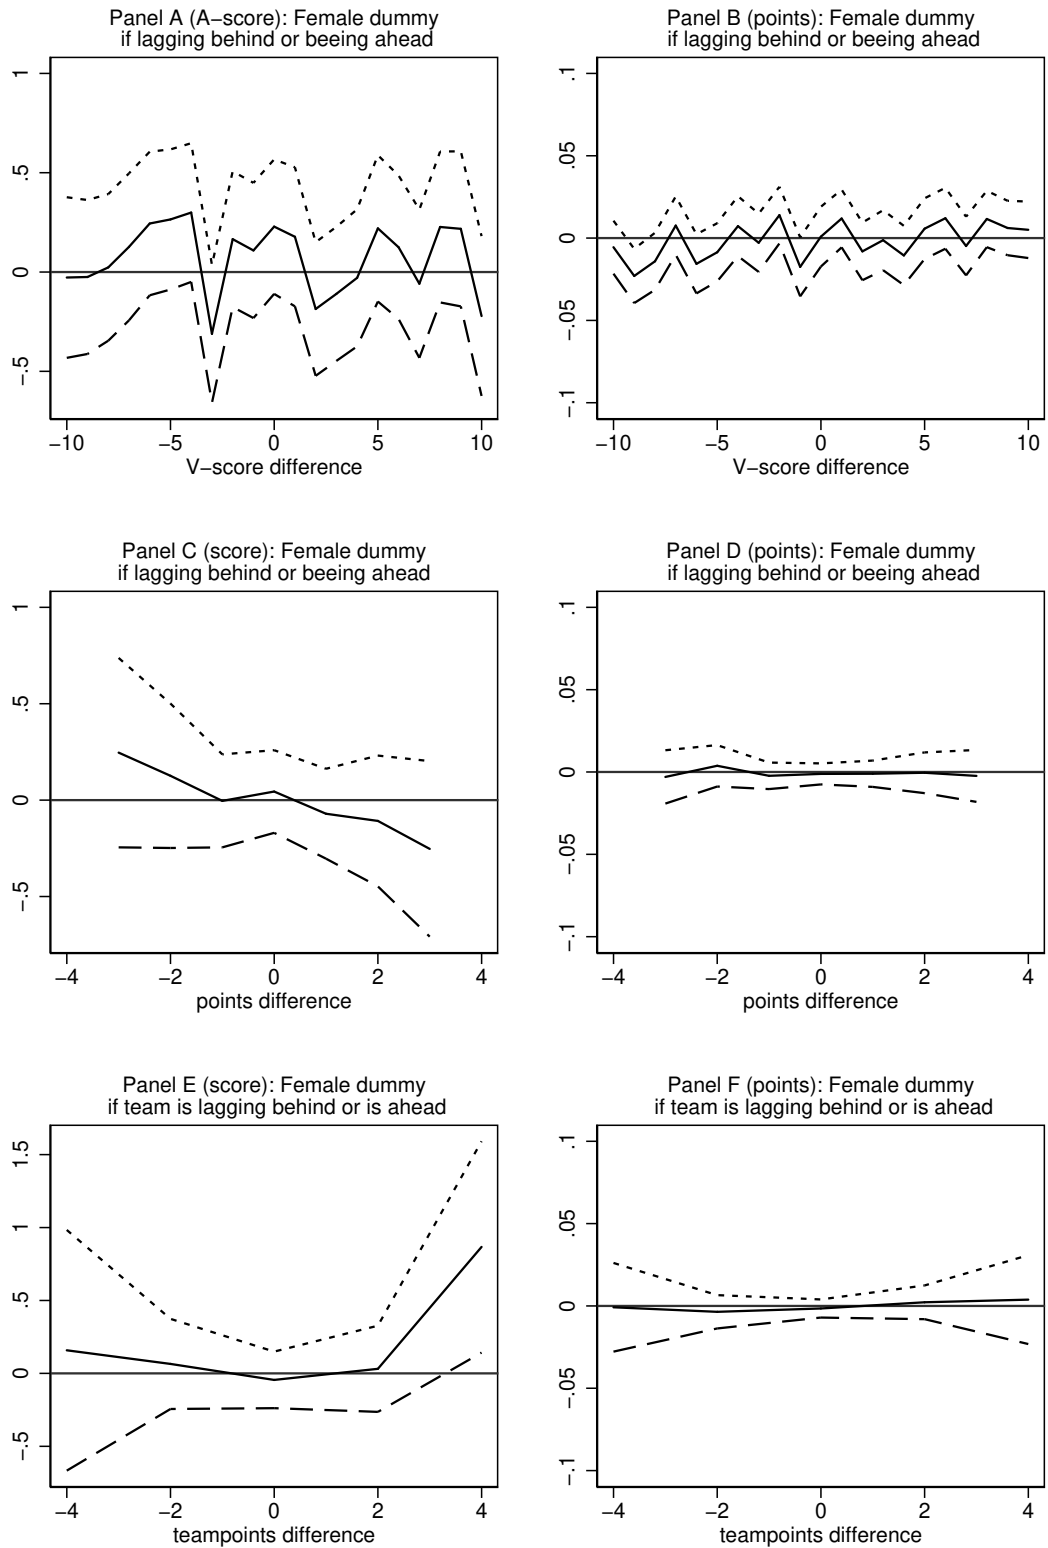 Panel A (A−score): Female dummy
if lagging behind or beeing ahead
1
.5
0
−.5
−10 −5 0 5 10
V−score difference
Panel B (points): Female dummy
if lagging behind or beeing ahead
.1
.05
0
−.05
−.1
−10 −5 0 5 10
V−score difference
Panel C (score): Female dummy
if lagging behind or beeing ahead
1
.5
0
−.5
−4 −2 0 2 4
points difference
Panel D (points): Female dummy
if lagging behind or beeing ahead
.1
.05
0
−.05
−.1
−4 −2 0 2 4
points difference
Panel E (score): Female dummy
if team is lagging behind or is ahead
1.5
1
.5
0
−.5
−4 −2 0 2 4
teampoints difference
Panel F (points): Female dummy
if team is lagging behind or is ahead
.1
.05
0
−.05
−.1
−4 −2 0 2 4
teampoints difference